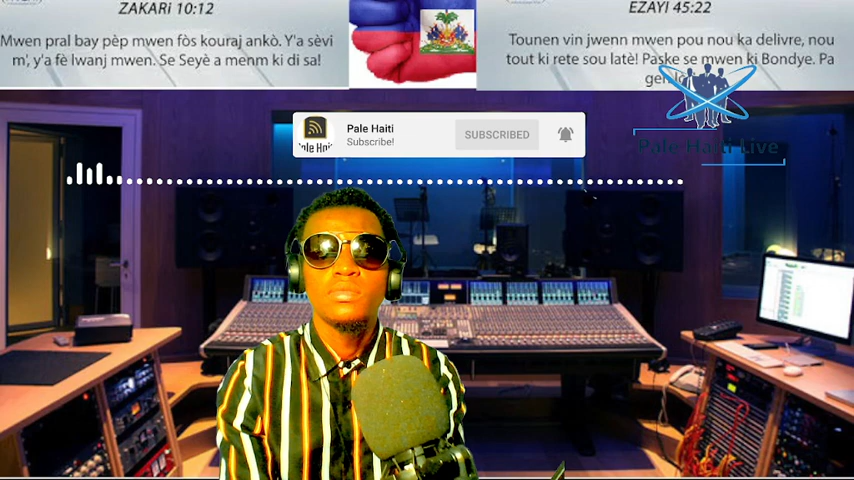 ZAKARi 10:12
Mwen pral bay pèp mwen fòs kouraj ankò. Y'a sèvi
m', y'a fè lwanj mwen. Se Seyè a menm ki di sa!
EZAYI 45:22
Tounen vin jwenn mwen pou nou ka delivre, nou
tout ki rete sou latè! Paske se mwen ki Bondye. Pa
gen
Pale Haiti
Subscribe!
SUBSCRIBED
Pale Haiti Live